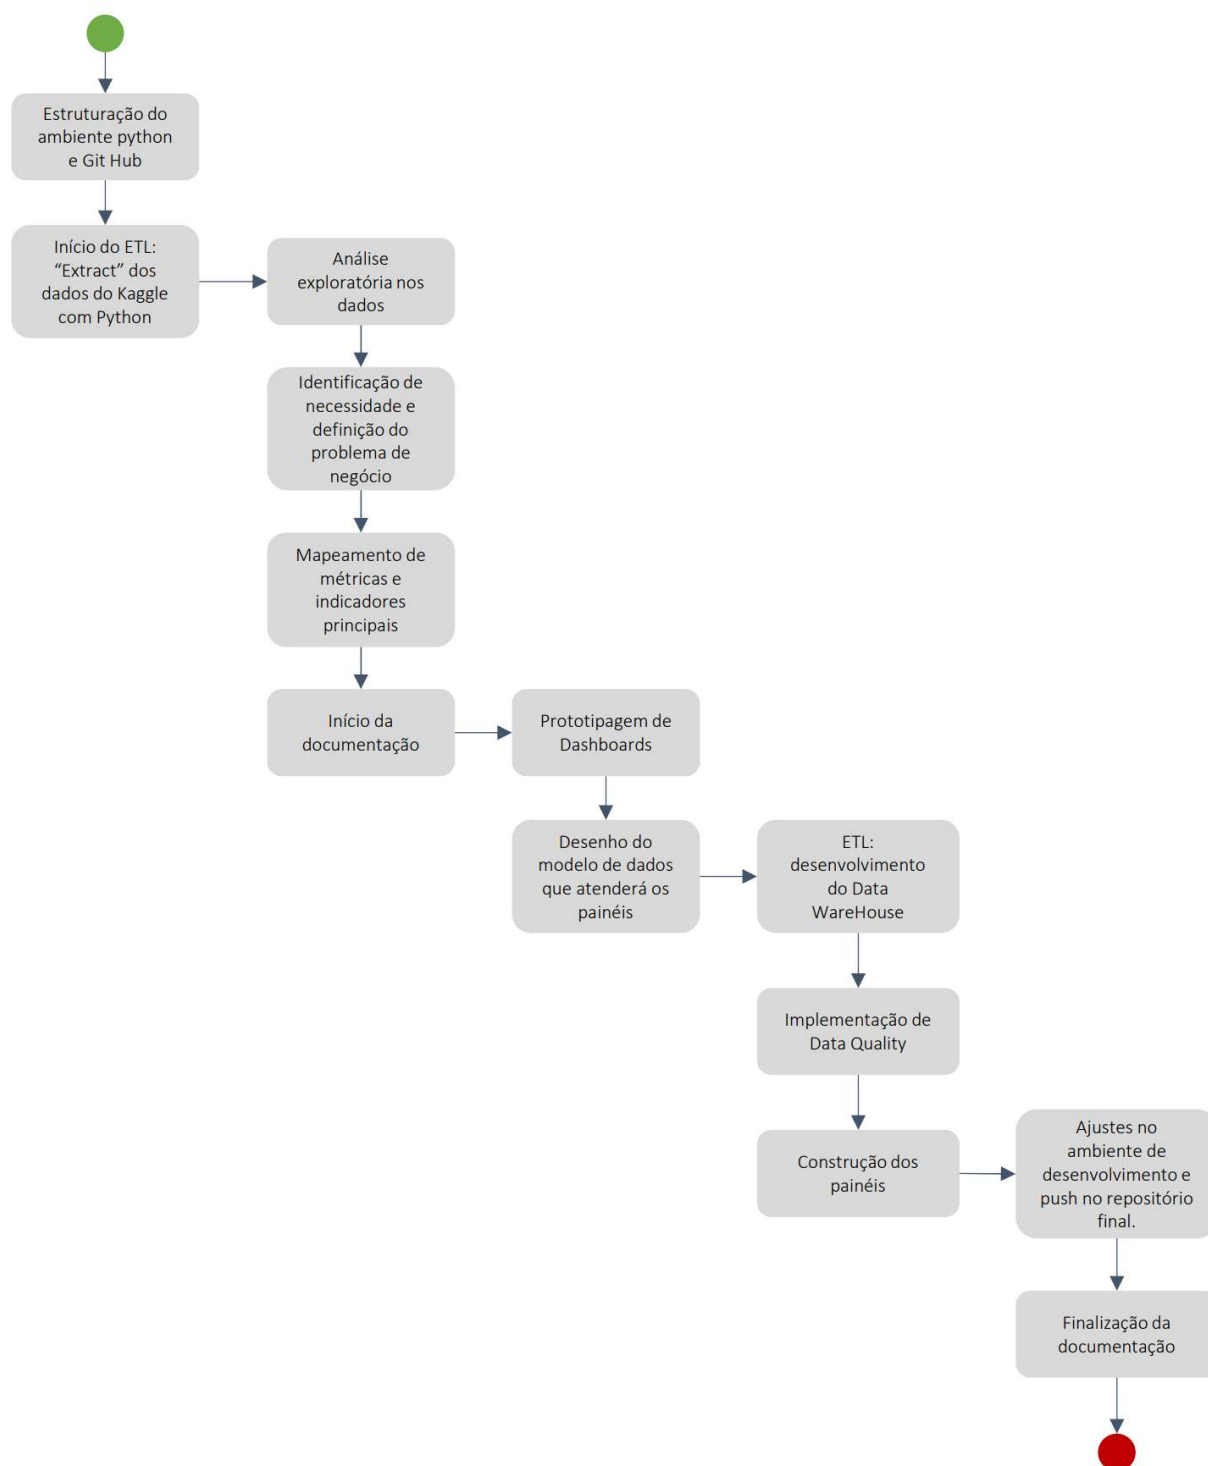 Estruturação do
ambiente python
e Git Hub
Início do ETL:
“Extract” dos
dados do Kaggle
com Python
Análise
exploratória nos
dados
Identificação de
necessidade e
definição do
problema de
negócio
Mapeamento de
métricas e
indicadores
principais
Início da
documentação
Prototipagem de
Dashboards
Desenho do
modelo de dados
que atenderá os
painéis
ETL:
desenvolvimento
do Data
WareHouse
Implementação de
Data Quality
Construção dos
painéis
Ajustes no
ambiente de
desenvolvimento e
push no repositório
final.
Finalização da
documentação